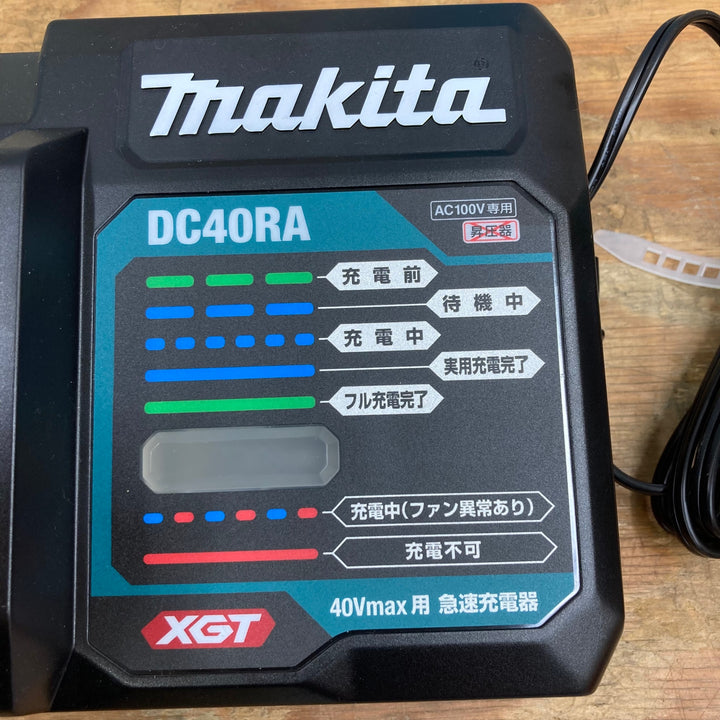 makita
DC40RA
AC100V専用
昇圧器
充電前
待機中
充電中
実用充電完了
フル充電完了
充電中(ファン異常あり)
充電不可
XGT
40Vmax用 急速充電器